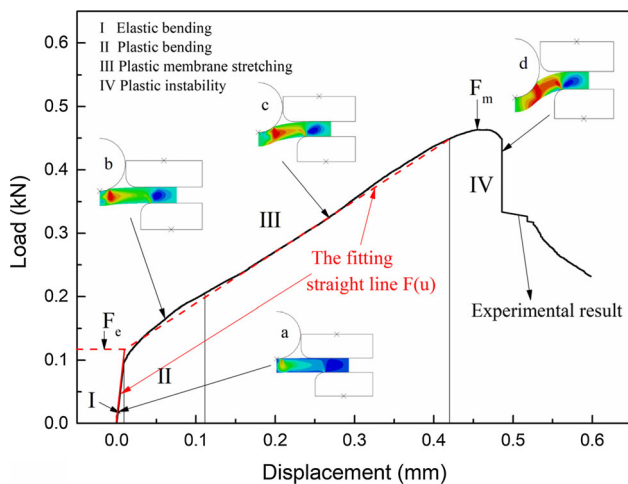 I Elastic bending
II Plastic bending
III Plastic membrane stretching
IV Plastic instability
0.6
0.5
0.4
0.3
0.2
0.1
0.0
Load (kN)
a
b
c
d
F_m
F_e
I
II
III
IV
The fitting
straight line F(u)
Experimental result
0.0 0.1 0.2 0.3 0.4 0.5 0.6
Displacement (mm)